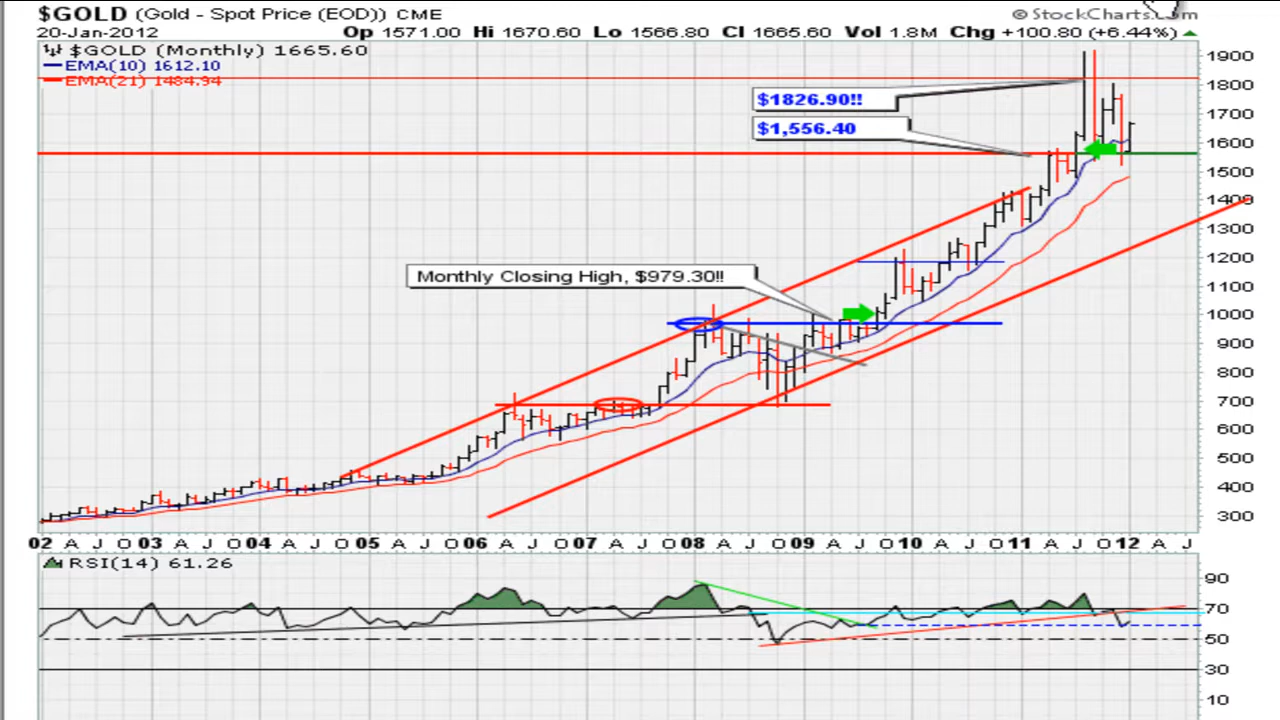 $GOLD (Gold - Spot Price (EOD)) CME
© StockCharts.com
20-Jan-2012
Op 1571.00 Hi 1670.60 Lo 1566.80 Cl 1665.60 Vol 1.8M Chg +100.80 (+6.44%)
$GOLD (Monthly) 1665.60
EMA(10) 1612.10
EMA(21) 1484.94
$1826.90!!
$1,556.40
Monthly Closing High, $979.30!!
1900
1800
1700
1600
1500
1400
1300
1200
1100
1000
900
800
700
600
500
400
300
02 A J O 03 A J O 04 A J O 05 A J O 06 A J O 07 A J O 08 A J O 09 A J O 10 A J O 11 A J O 12 A J
RSI(14) 61.26
90
70
50
30
10